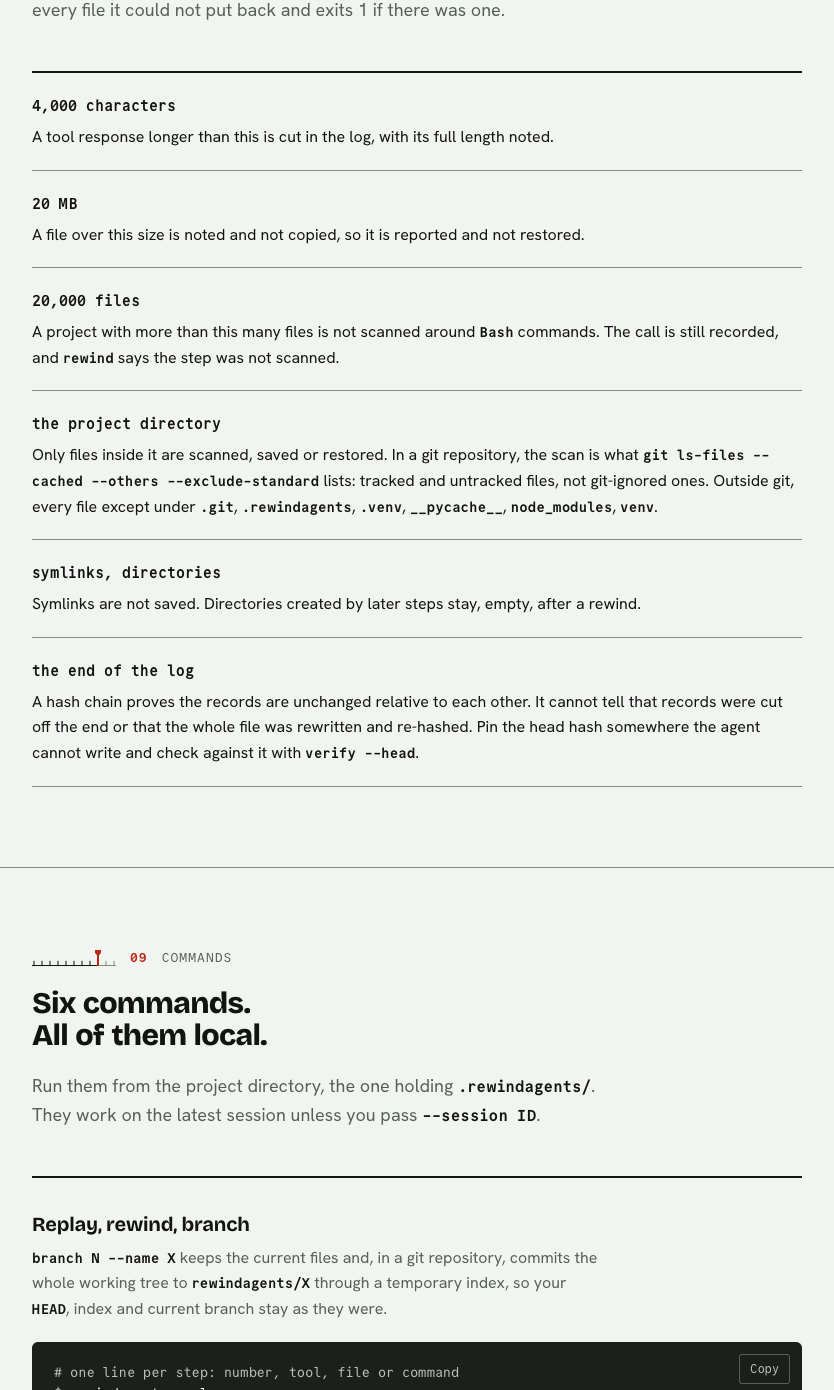 every file it could not put back and exits 1 if there was one.
4,000 characters
A tool response longer than this is cut in the log, with its full length noted.
20 MB
A file over this size is noted and not copied, so it is reported and not restored.
20,000 files
A project with more than this many files is not scanned around Bash commands. The call is still recorded,
and rewind says the step was not scanned.
the project directory
Only files inside it are scanned, saved or restored. In a git repository, the scan is what git ls-files --
cached --others --exclude-standard lists: tracked and untracked files, not git-ignored ones. Outside git,
every file except under .git, .rewindagents, .venv, __pycache__, node_modules, venv.
symlinks, directories
Symlinks are not saved. Directories created by later steps stay, empty, after a rewind.
the end of the log
A hash chain proves the records are unchanged relative to each other. It cannot tell that records were cut
off the end or that the whole file was rewritten and re-hashed. Pin the head hash somewhere the agent
cannot write and check against it with verify --head.
09 COMMANDS
Six commands.
All of them local.
Run them from the project directory, the one holding .rewindagents/.
They work on the latest session unless you pass --session ID.
Replay, rewind, branch
branch N --name X keeps the current files and, in a git repository, commits the
whole working tree to rewindagents/X through a temporary index, so your
HEAD, index and current branch stay as they were.
Copy
# one line per step: number, tool, file or command